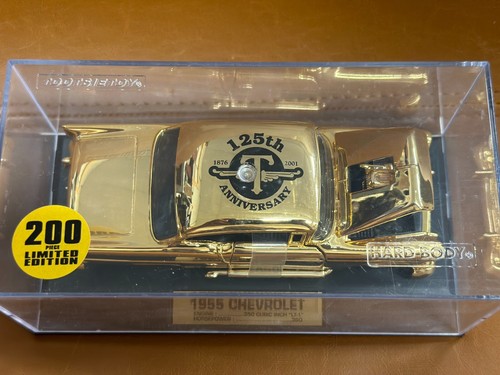 TOOTSIETOY®
125th
1876 2001
T
ANNIVERSARY
200
PIECE
LIMITED
EDITION
HARD BODY
1955 CHEVROLET